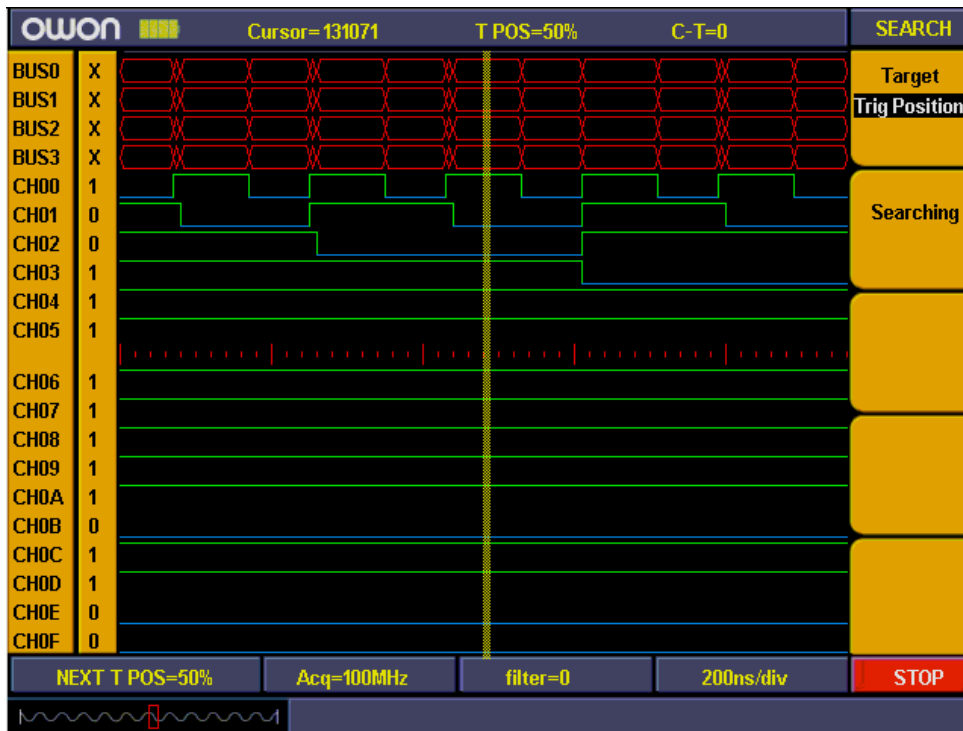 owon Cursor=131071 T POS=50% C-T=0 SEARCH
BUS0 X
BUS1 X
BUS2 X
BUS3 X
CH00 1
CH01 0
CH02 0
CH03 1
CH04 1
CH05 1
CH06 1
CH07 1
CH08 1
CH09 1
CH0A 1
CH0B 0
CH0C 1
CH0D 1
CH0E 0
CH0F 0
Target
Trig Position
Searching
NEXT T POS=50% Acq=100MHz filter=0 200ns/div STOP